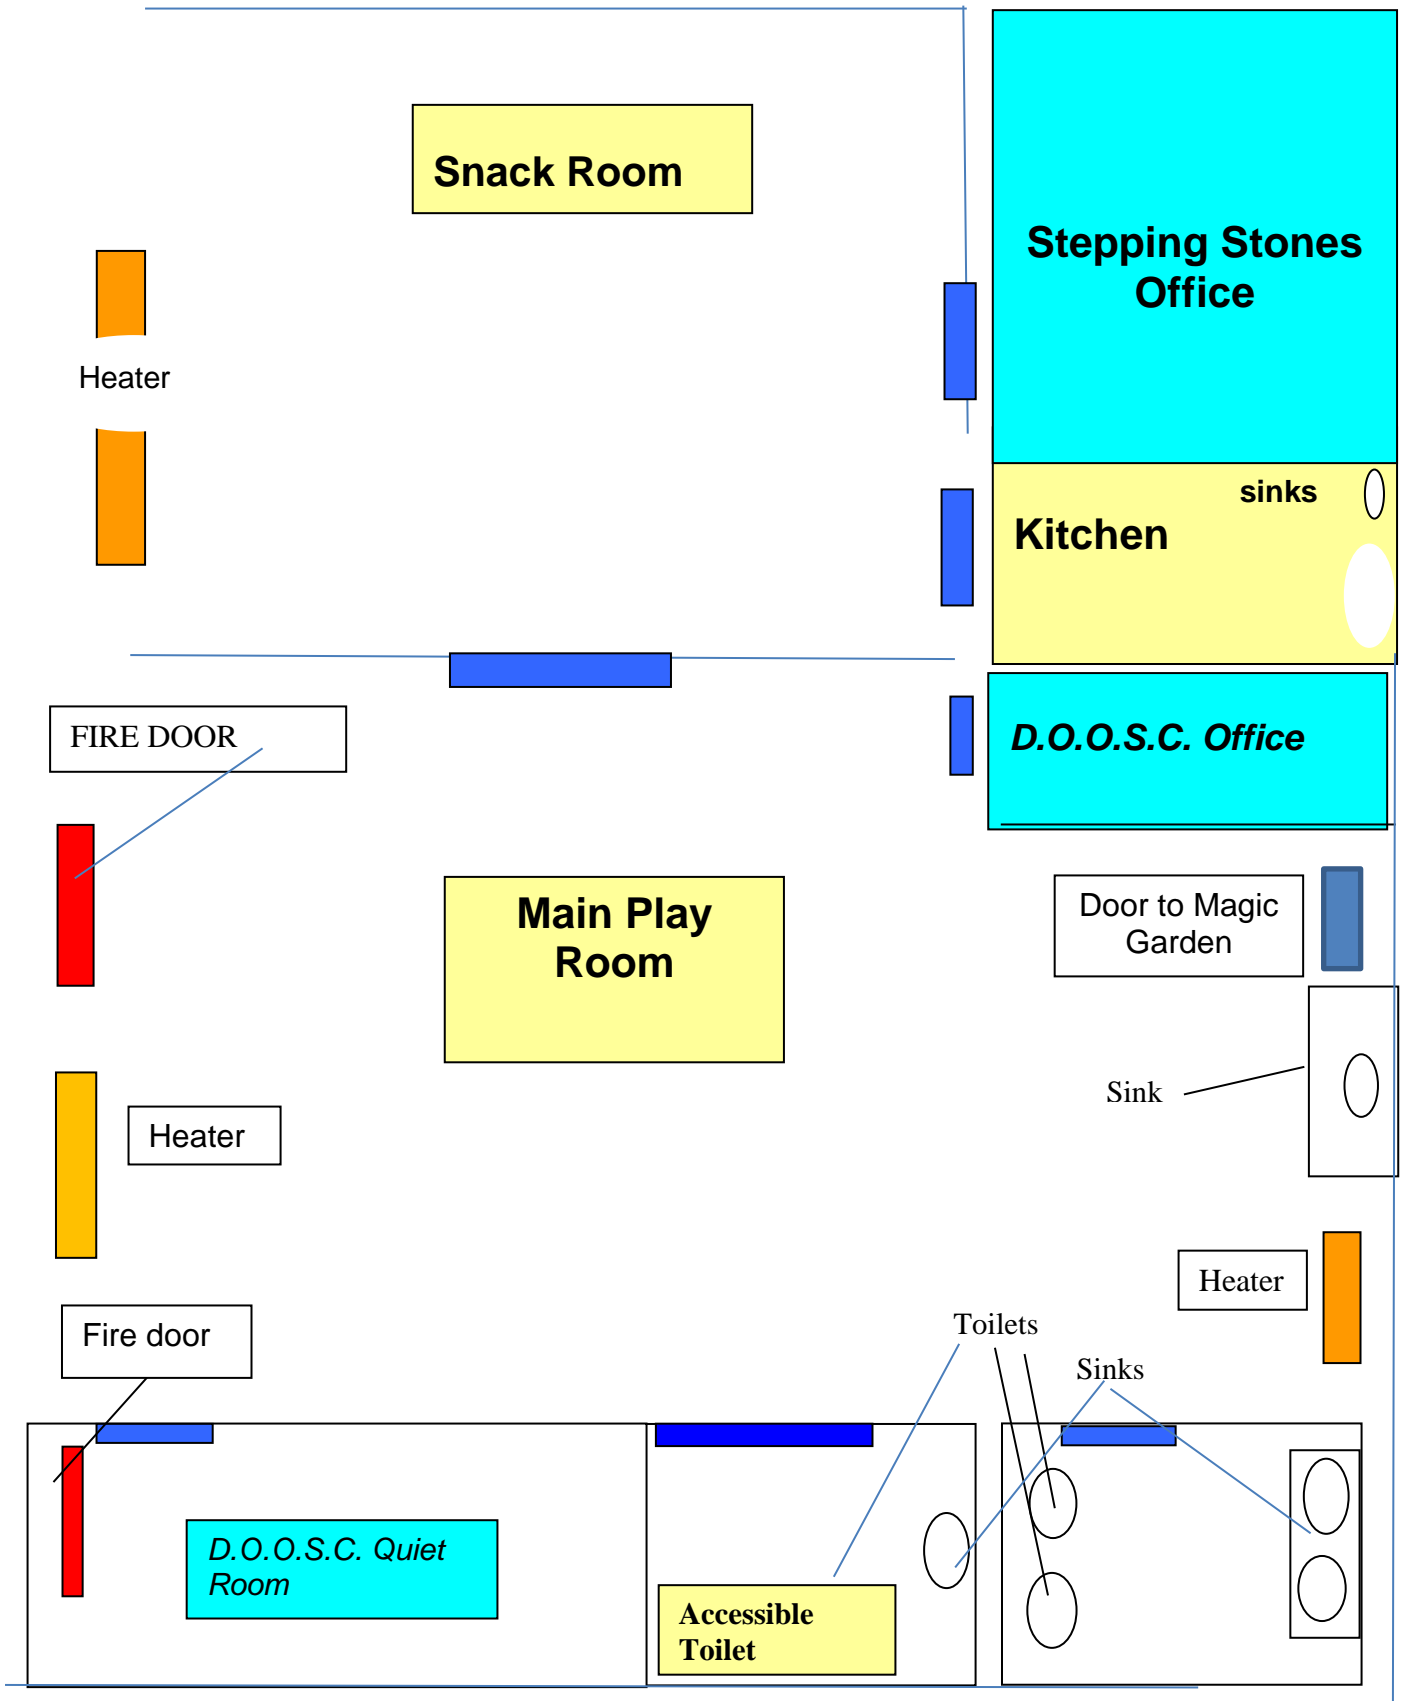 Snack Room
Stepping Stones
Office
Heater
sinks
Kitchen
FIRE DOOR
D.O.O.S.C. Office
Main Play
Room
Door to Magic
Garden
Sink
Heater
Heater
Fire door
Toilets
Sinks
D.O.O.S.C. Quiet
Room
Accessible
Toilet